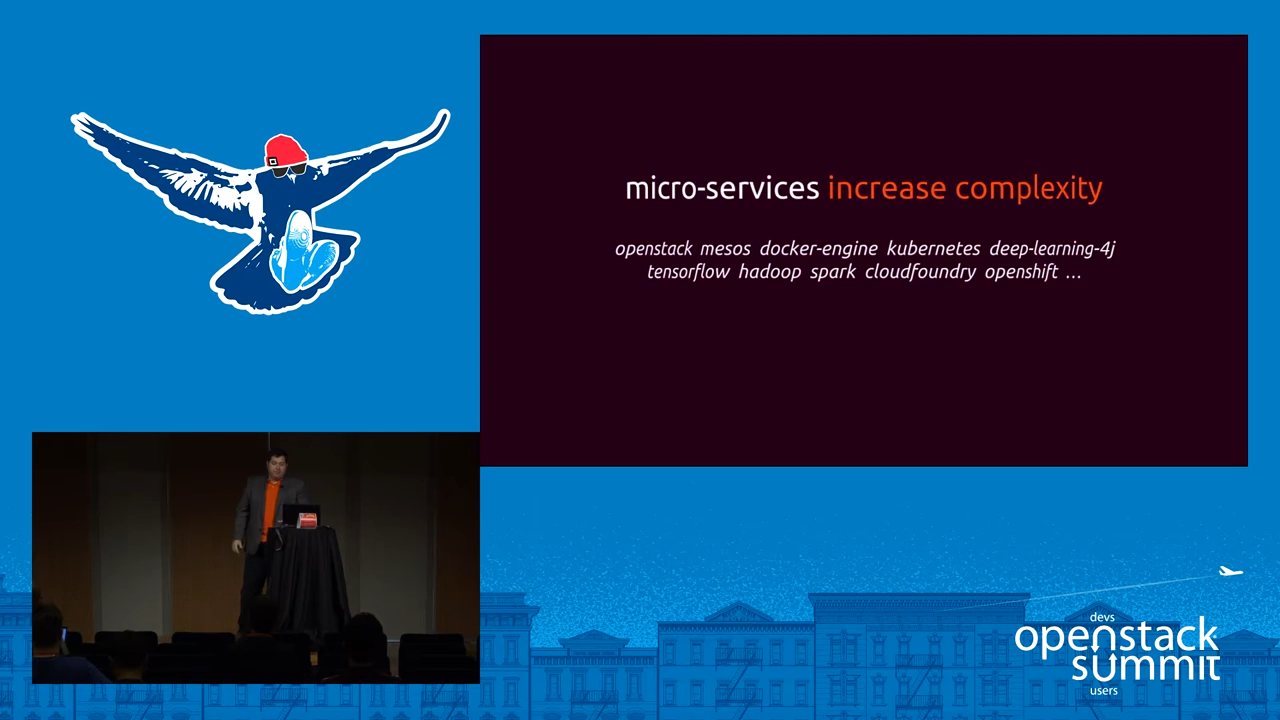 micro-services increase complexity
openstack mesos docker-engine kubernetes deep-learning-4j
tensorflow hadoop spark cloudfoundry openshift ...
devs
openstack
summit
users